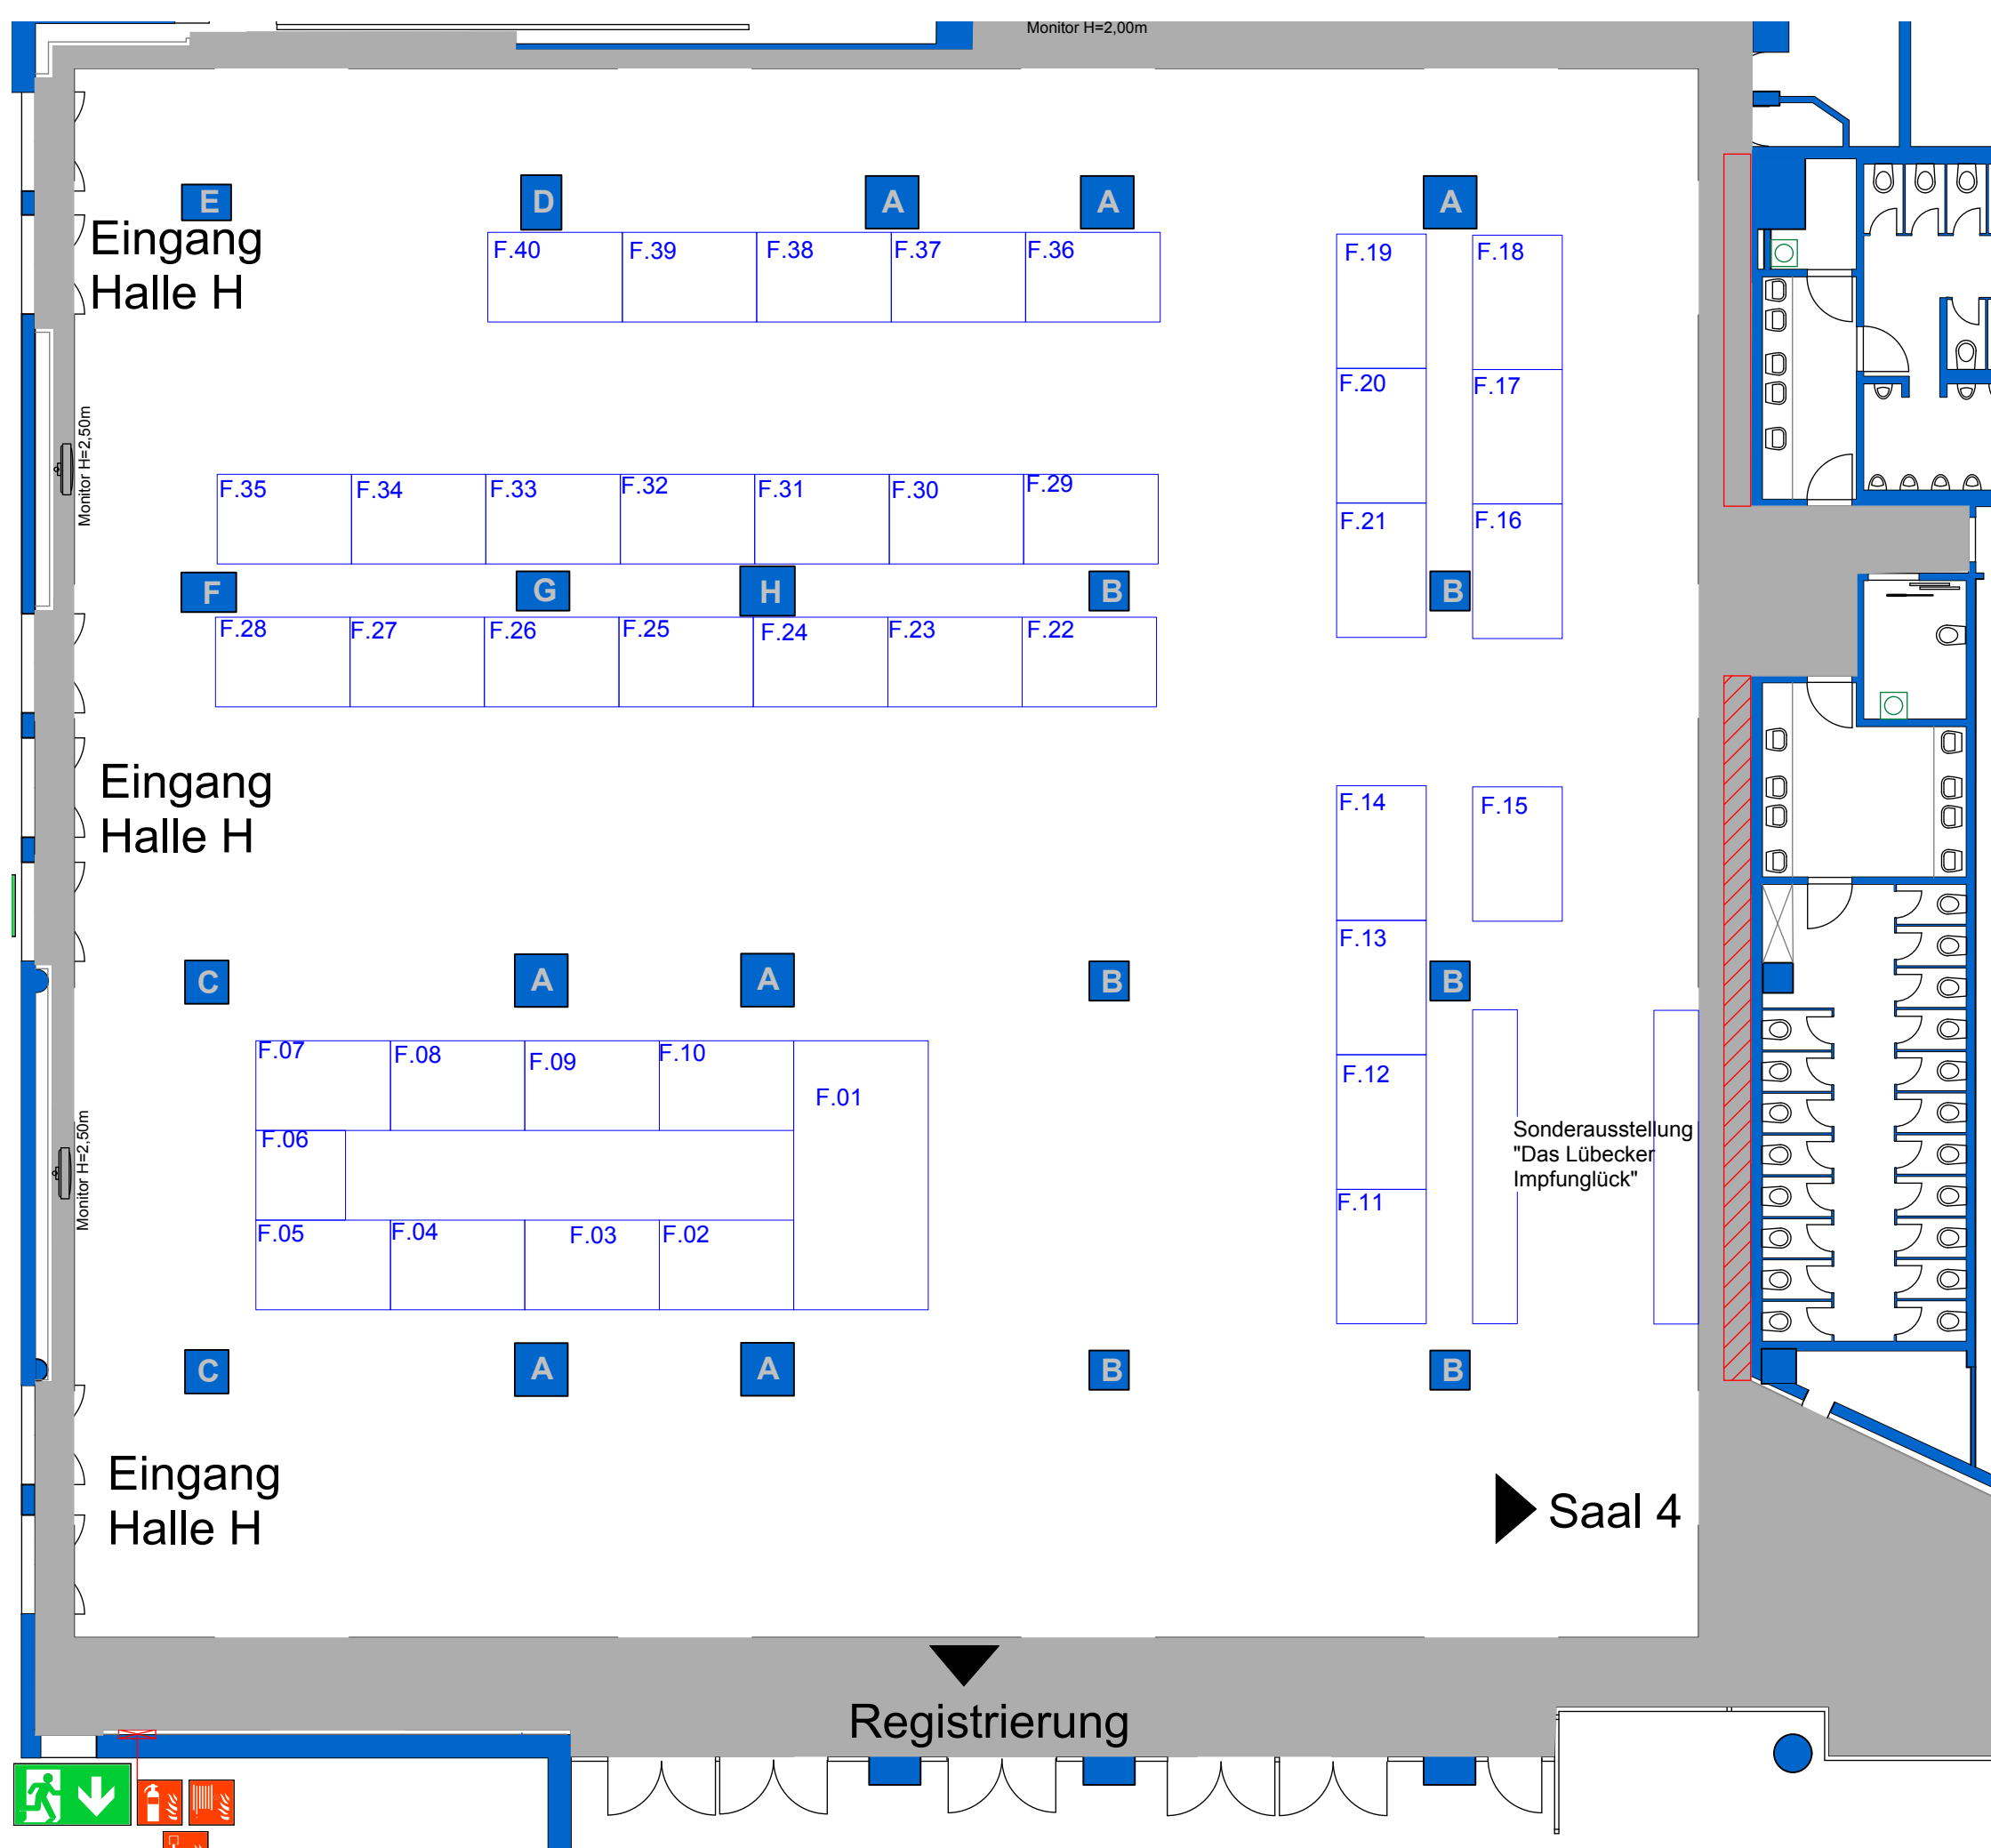 Monitor H=2,00m
E
D
A
A
A
Eingang
Halle H
F.40
F.39
F.38
F.37
F.36
F.19
F.18
F.20
F.17
Monitor H=2,50m
F.35
F.34
F.33
F.32
F.31
F.30
F.29
F.21
F.16
F
G
H
B
B
F.28
F.27
F.26
F.25
F.24
F.23
F.22
Eingang
Halle H
F.14
F.15
F.13
C
A
A
B
B
F.07
F.08
F.09
F.10
F.01
F.12
Monitor H=2,50m
F.06
Sonderausstellung
"Das Lübecker
Impfunglück"
F.11
F.05
F.04
F.03
F.02
C
A
A
B
B
Eingang
Halle H
Saal 4
Registrierung